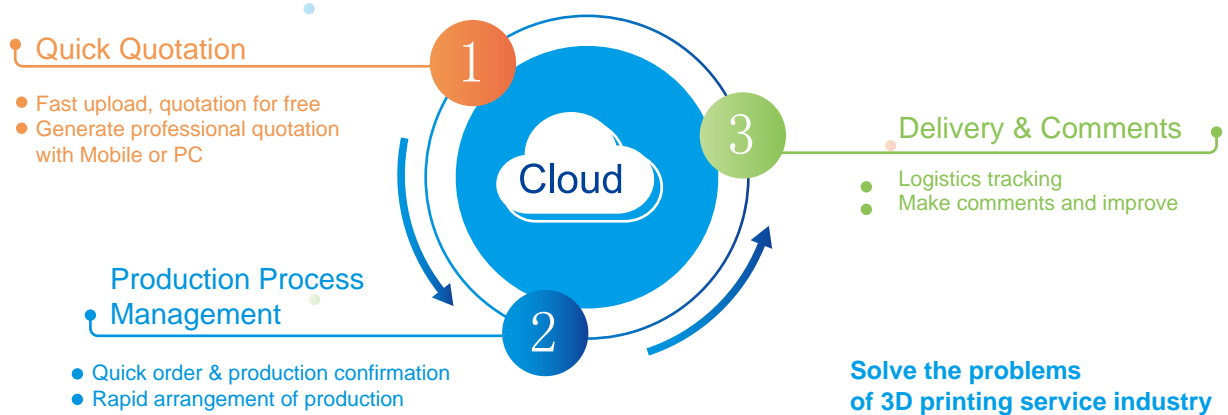 1
Quick Quotation
Fast upload, quotation for free
Generate professional quotation
with Mobile or PC
Cloud
3
Delivery & Comments
Logistics tracking
Make comments and improve
Production Process
Management
2
Quick order & production confirmation
Rapid arrangement of production
Solve the problems
of 3D printing service industry